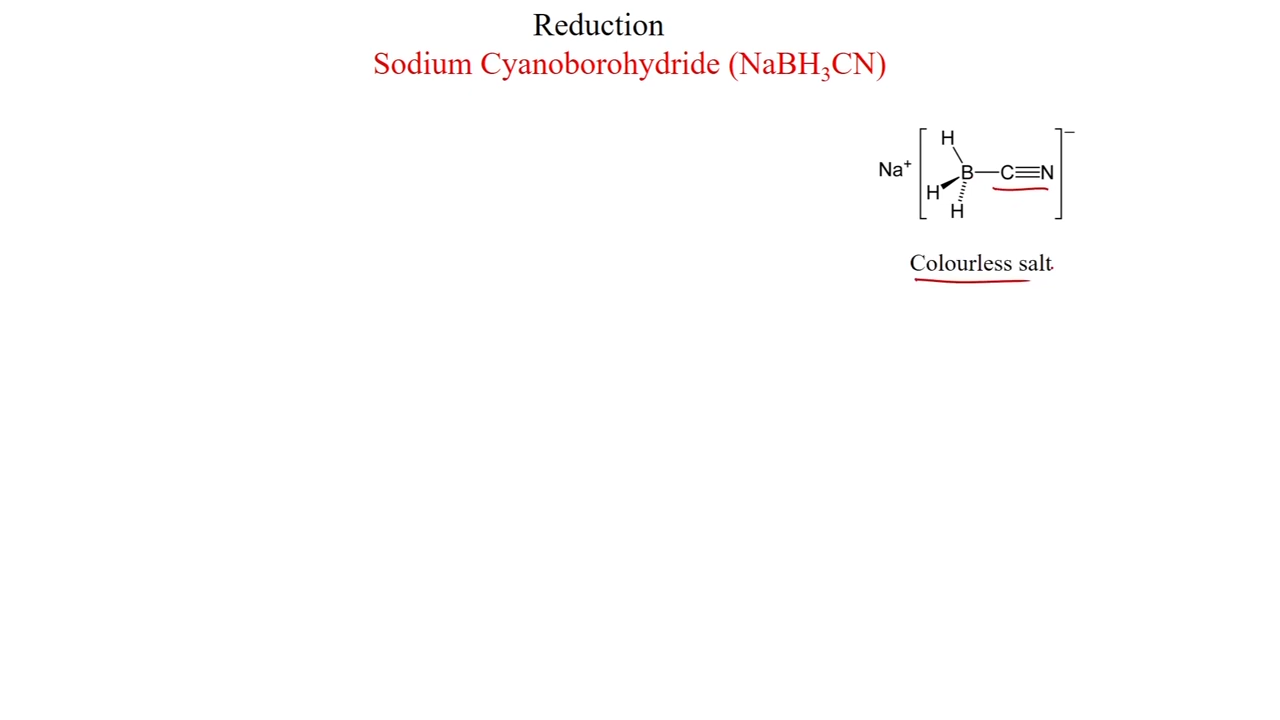 Reduction
Sodium Cyanoborohydride (NaBH₃CN)
H
Na⁺ B C N –
H
H
Colourless salt